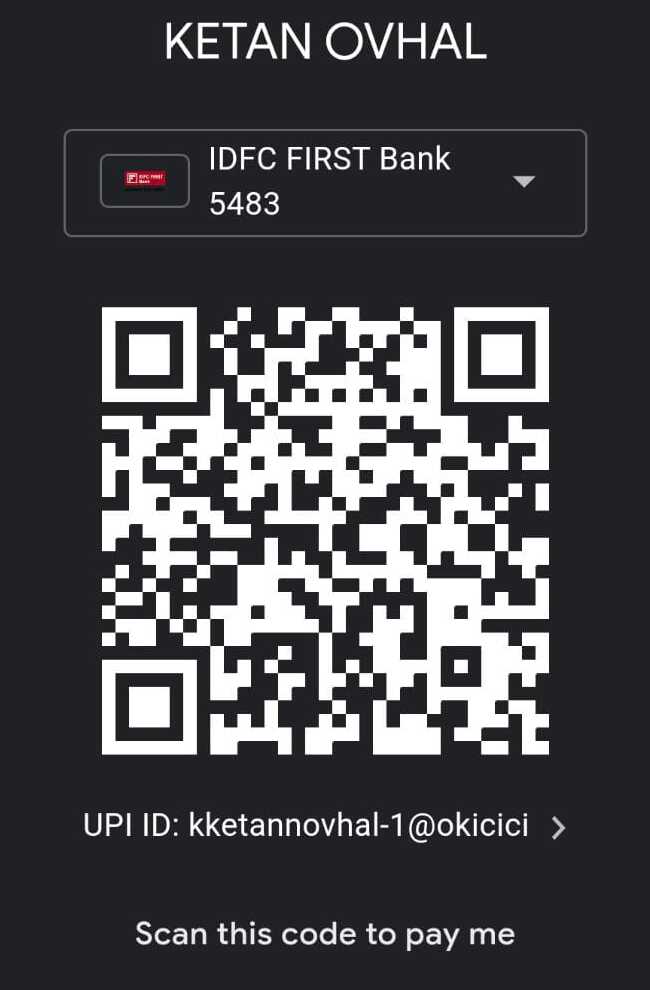 KETAN OVHAL
IDFC FIRST Bank
5483
UPI ID: kketannovhal-1@okicici
Scan this code to pay me